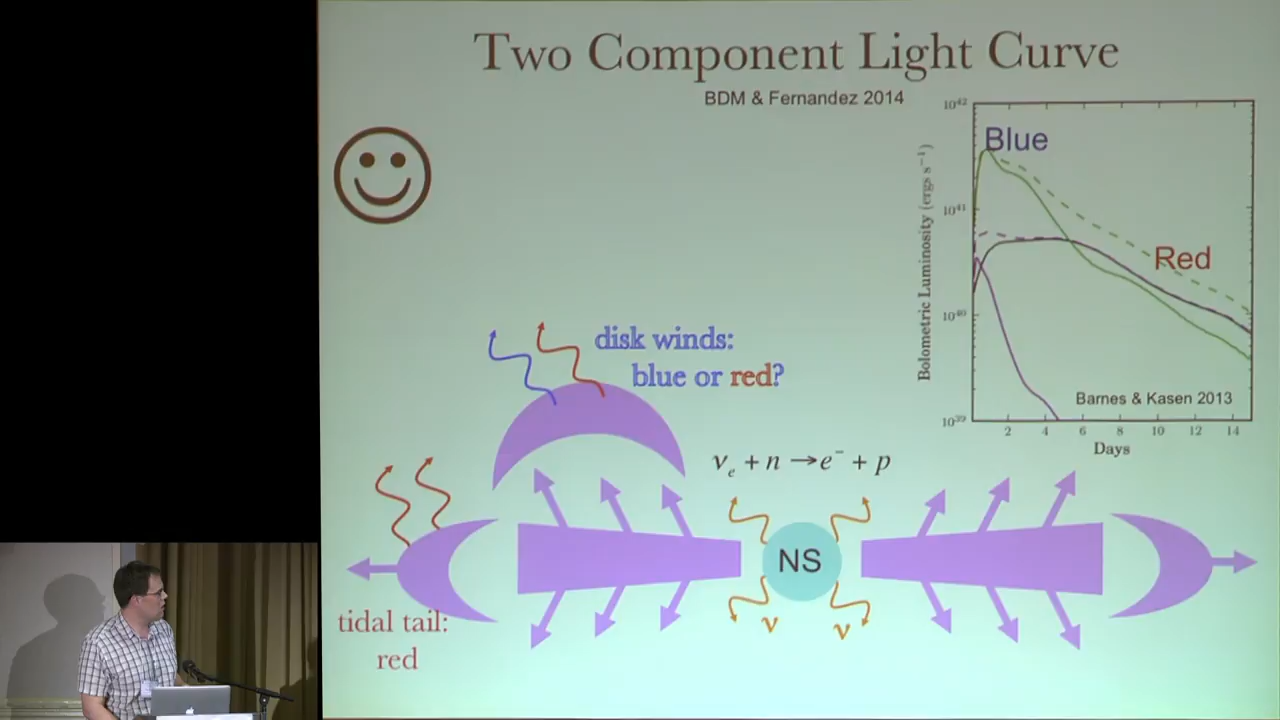 Two Component Light Curve
BDM & Fernandez 2014
Blue
Red
Bolometric Luminosity (ergs s⁻¹)
10⁴²
10⁴¹
10⁴⁰
10³⁹
Barnes & Kasen 2013
2 4 6 8 10 12 14
Days
disk winds:
blue or red?
νₑ + n → e⁻ + p
NS
ν
ν
tidal tail:
red